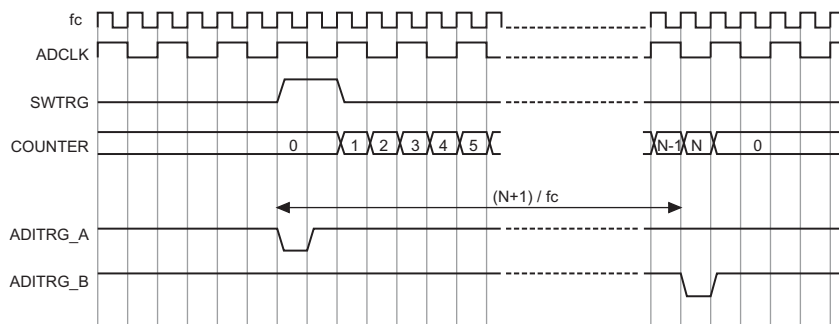 fc
ADCLK
SWTRG
COUNTER 0 1 2 3 4 5 N-1 N 0
(N+1) / fc
ADITRG_A
ADITRG_B